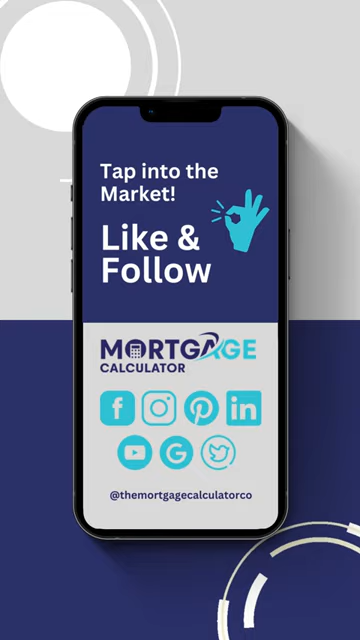 Tap into the
Market!
Like &
Follow
MORTGAGE
CALCULATOR
@themortgagecalculatorco